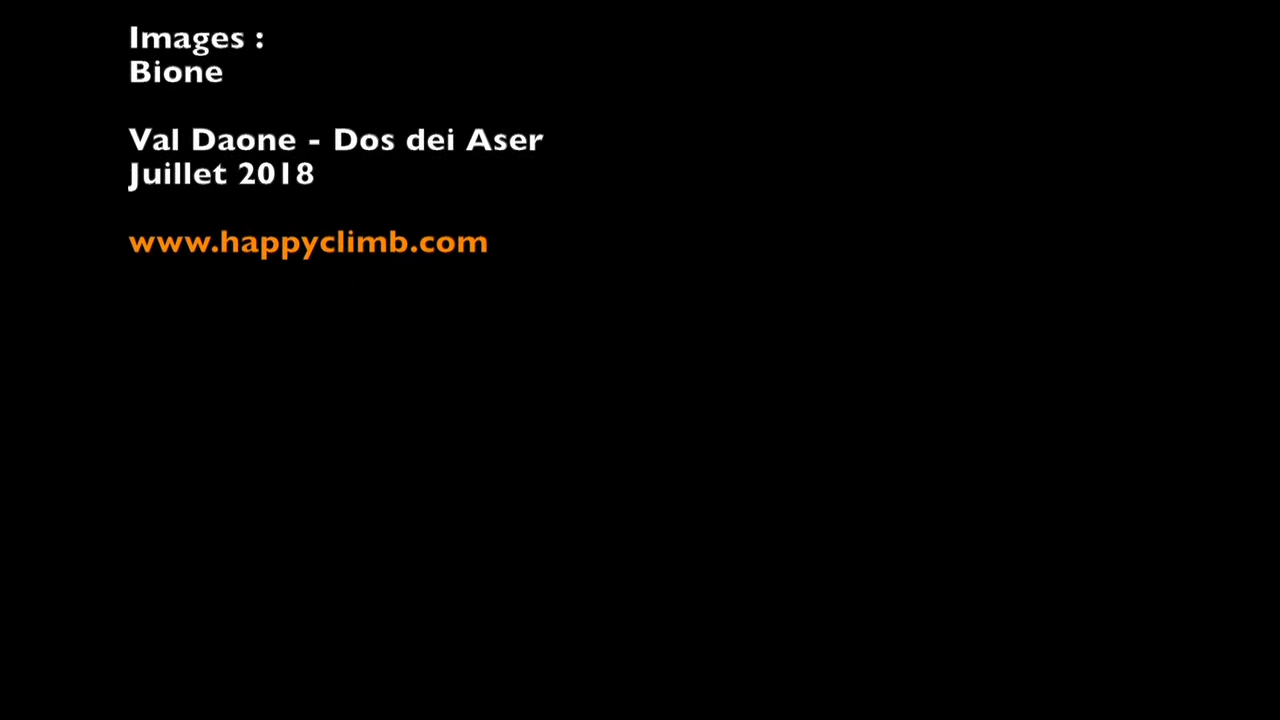 Images :
Bione
Val Daone - Dos dei Aser
Juillet 2018
www.happyclimb.com